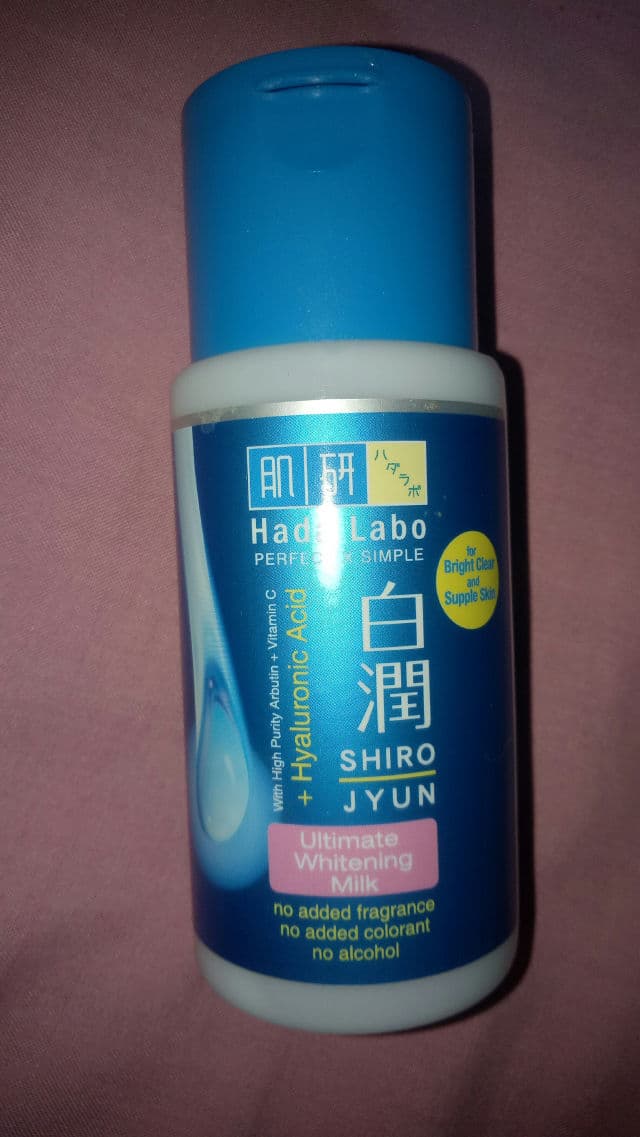 肌研 ハダラボ
Hada Labo
PERFECT x SIMPLE
for
Bright Clear
and
Supple Skin
With High Purity Arbutin + Vitamin C
+ Hyaluronic Acid
白潤
SHIRO
JYUN
Ultimate
Whitening
Milk
no added fragrance
no added colorant
no alcohol